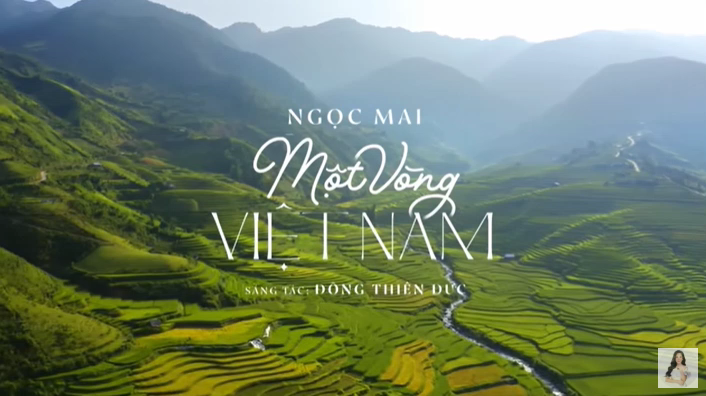 NGỌC MAI
Một Vòng
VIỆT NAM
SÁNG TÁC: ĐÔNG THIÊN ĐỨC